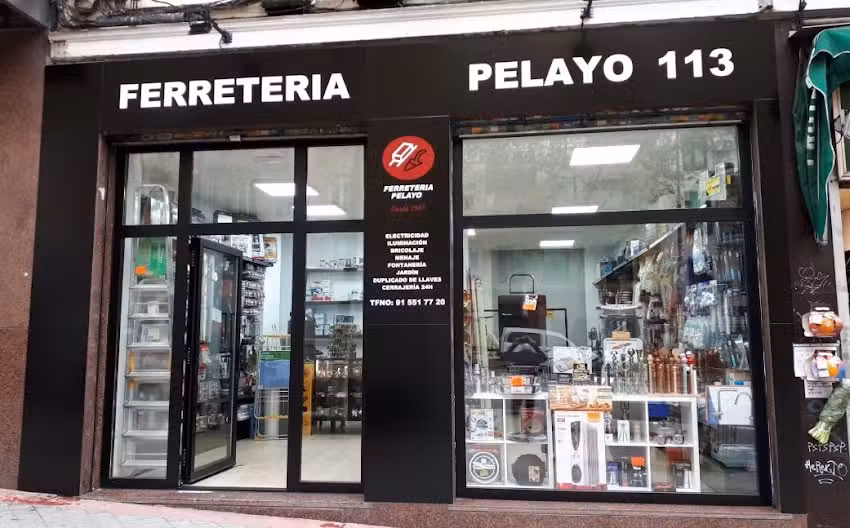 FERRETERIA
PELAYO 113
FERRETERIA
PELAYO
ELECTRICIDAD
ILUMINACIÓN
BRICOLAJE
MENAJE
FONTANERÍA
JARDÍN
DUPLICADO DE LLAVES
CERRAJERÍA 24H
TFNO: 91 551 77 20
PSPSPSP